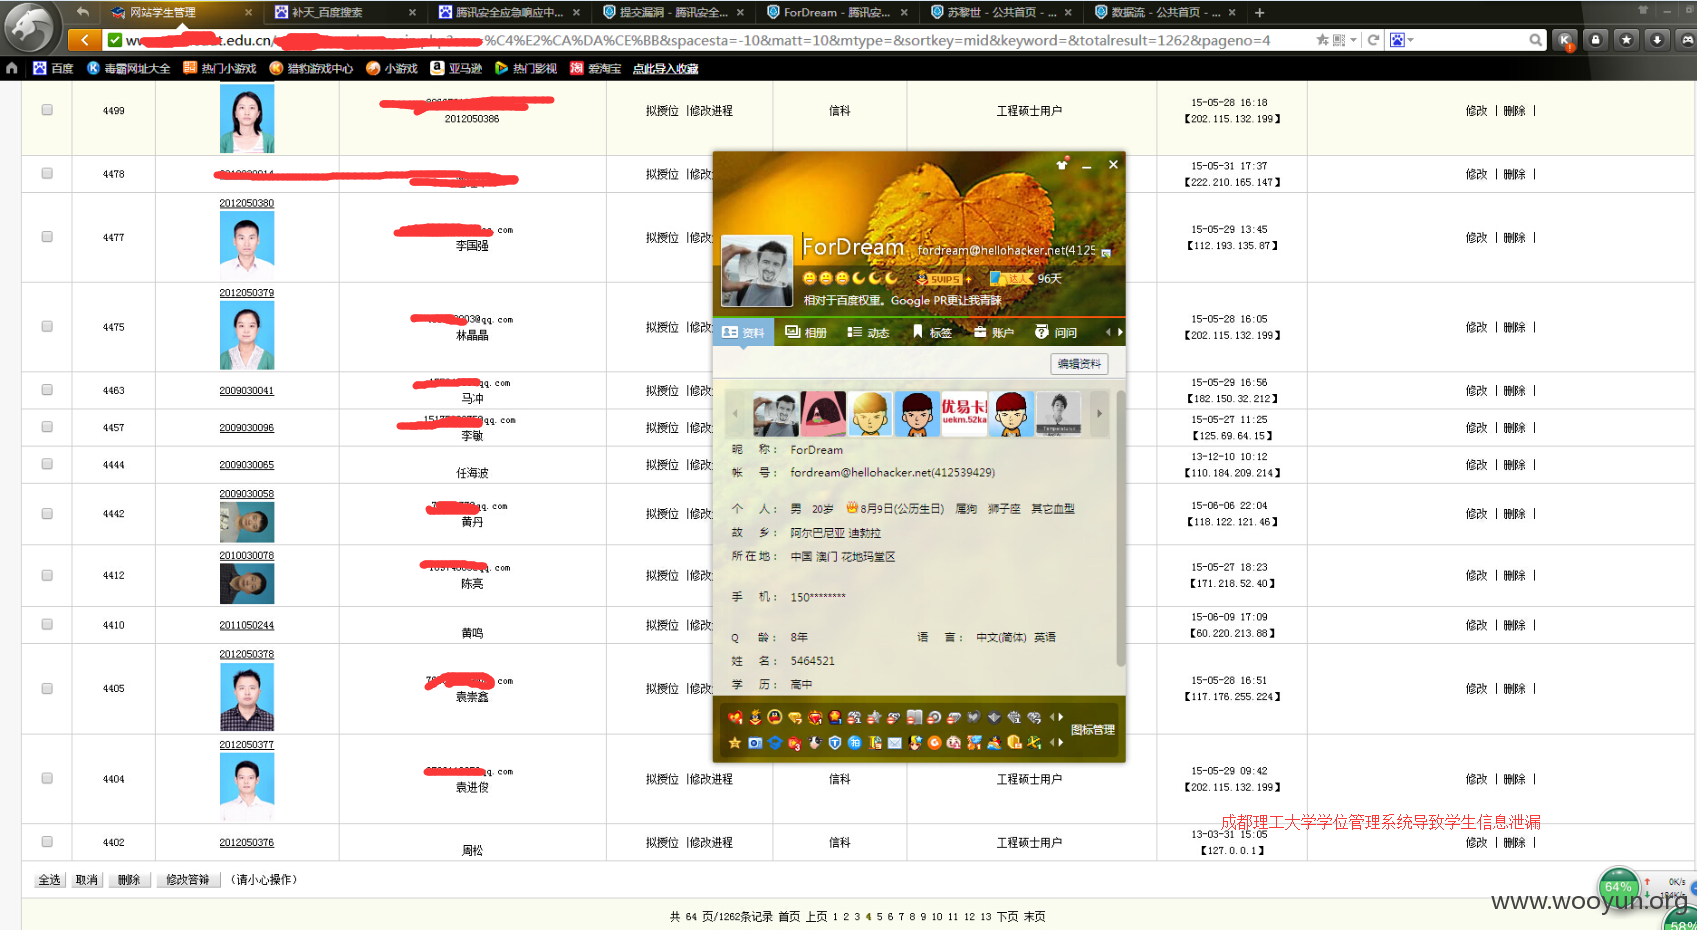 网站学生管理
补天_百度搜索
腾讯安全应急响应中...
提交漏洞 - 腾讯安全...
ForDream - 腾讯安...
苏黎世 - 公共首页 - ...
数据流 - 公共首页 - ...
.edu.cn/
=%C4%E2%CA%DA%CE%BB&spacesta=-10&matt=10&mtype=&sortkey=mid&keyword=&totalresult=1262&pageno=4
百度 毒霸网址大全 热门小游戏 猎豹游戏中心 小游戏 亚马逊 热门影视 爱淘宝 点此导入收藏
4499 2012050386 拟授位 |修改进程 信科 工程硕士用户 15-05-28 16:18 【202.115.132.199】 修改 | 删除 |
4478 拟授位 |修改 15-05-31 17:37 【222.210.165.147】 修改 | 删除 |
2012050380
4477 .com 李国强 拟授位 |修改 15-05-29 13:45 【112.193.135.87】 修改 | 删除 |
2012050379
4475 @qq.com 林晶晶 拟授位 |修改 15-05-28 16:05 【202.115.132.199】 修改 | 删除 |
4463 2009030041 qq.com 马冲 拟授位 |修改 15-05-29 16:56 【182.150.32.212】 修改 | 删除 |
4457 2009030096 qq.com 李敏 拟授位 |修改 15-05-27 11:25 【125.69.64.15】 修改 | 删除 |
4444 2009030065 任海波 拟授位 |修改 13-12-10 10:12 【110.184.209.214】 修改 | 删除 |
2009030058
4442 .com 黄丹 拟授位 |修改 15-06-06 22:04 【118.122.121.46】 修改 | 删除 |
2010030078
4412 .com 陈亮 拟授位 |修改 15-05-27 18:23 【171.218.52.40】 修改 | 删除 |
4410 2011050244 黄鸣 拟授位 |修改 15-06-09 17:09 【60.220.213.88】 修改 | 删除 |
2012050378
4405 .com 袁崇鑫 拟授位 |修改 15-05-28 16:51 【117.176.255.224】 修改 | 删除 |
2012050377
4404 qq.com 袁进俊 拟授位 |修改进程 信科 工程硕士用户 15-05-29 09:42 【202.115.132.199】 修改 | 删除 |
成都理工大学学位管理系统导致学生信息泄漏
4402 2012050376 周松 拟授位 |修改进程 信科 工程硕士用户 13-03-31 15:05 【127.0.0.1】 修改 | 删除 |
ForDream fordream@hellohacker.net(4125
SVIP5 + 达人 96天
相对于百度权重。Google PR更让我青睐
资料 相册 动态 标签 账户 问问
编辑资料
优易卡
uekm.52ka
昵 称： ForDream
帐 号： fordream@hellohacker.net(412539429)
个 人： 男 20岁 8月9日(公历生日) 属狗 狮子座 其它血型
故 乡： 阿尔巴尼亚 迪勃拉
所在地： 中国 澳门 花地玛堂区
手 机： 150********
Q 龄： 8年 语 言： 中文(简体) 英语
姓 名： 5464521
学 历： 高中
图标管理
全选 取消 删除 修改答辩 （请小心操作）
共 64 页/1262条记录 首页 上页 1 2 3 4 5 6 7 8 9 10 11 12 13 下页 末页
64% 0K/s
www.wooyun.org
58%